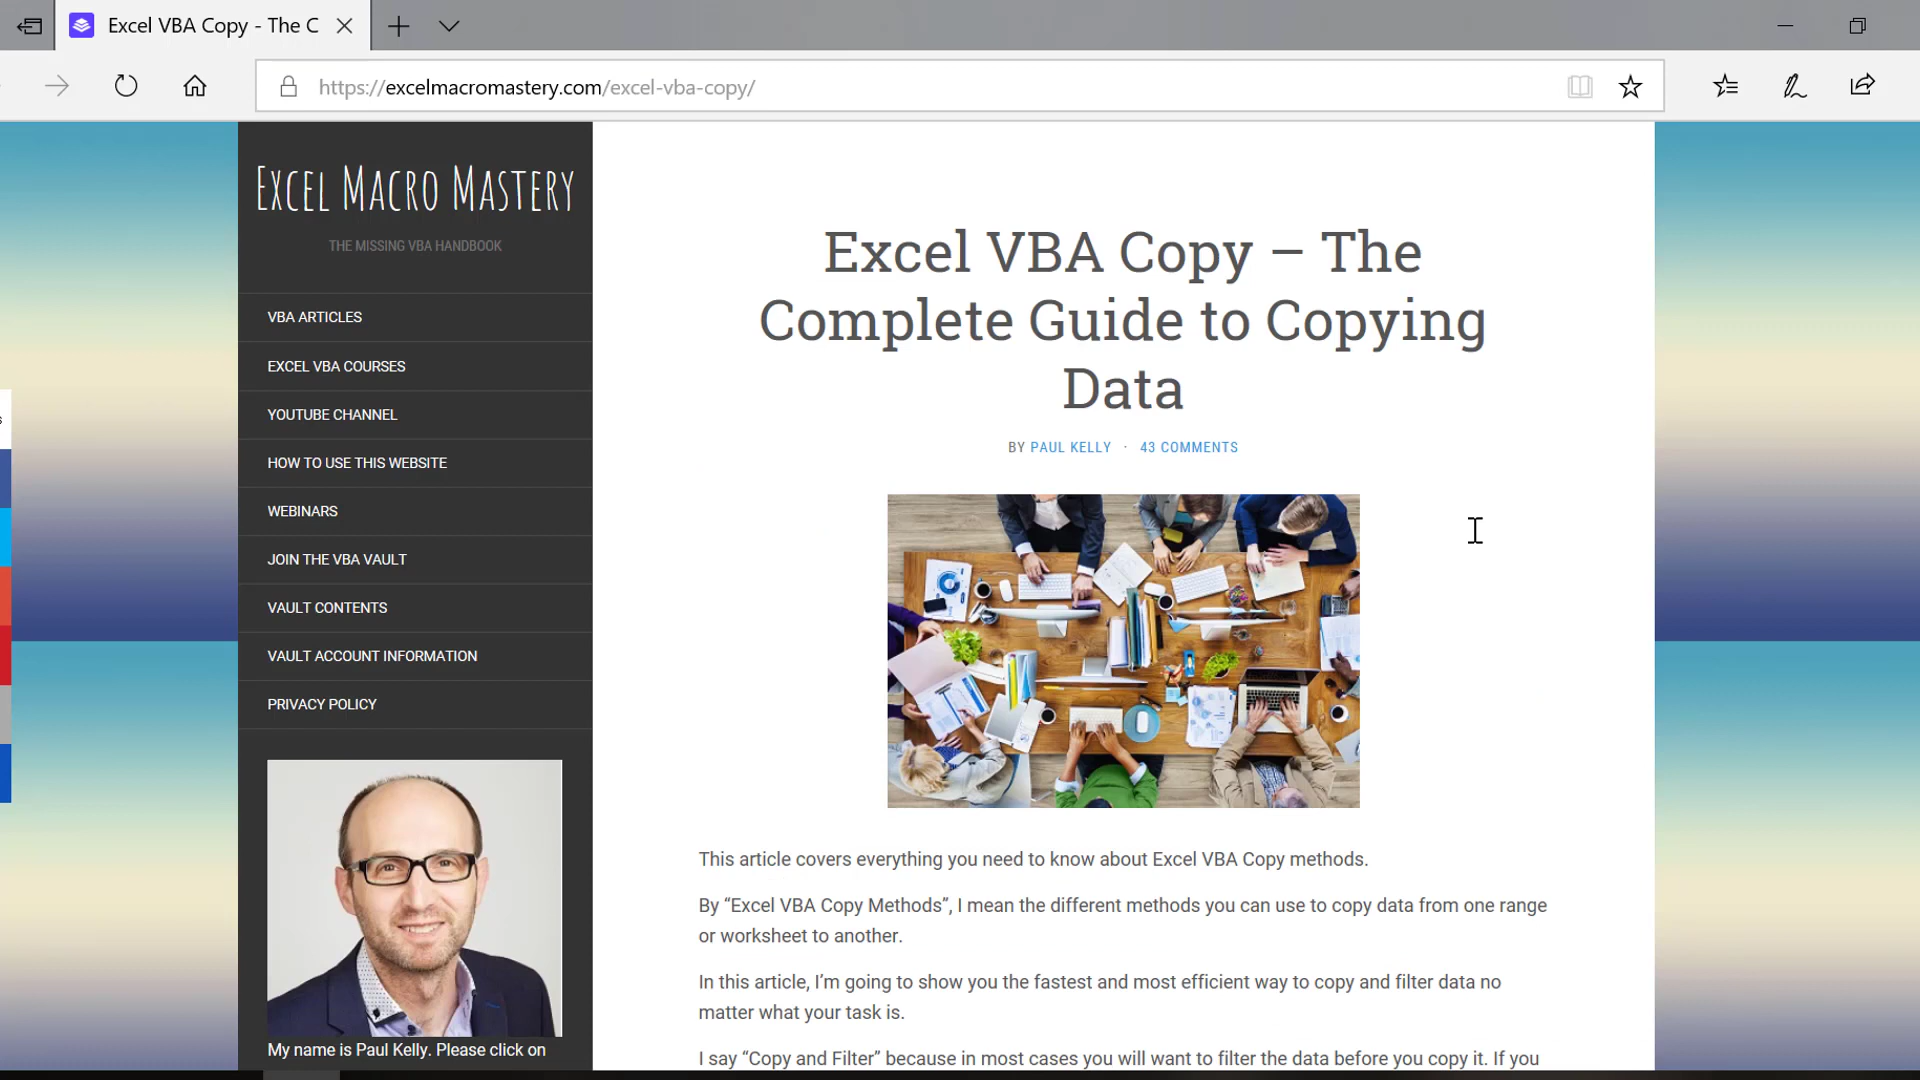 Excel VBA Copy - The C
https://excelmacromastery.com/excel-vba-copy/
EXCEL MACRO MASTERY
THE MISSING VBA HANDBOOK
VBA ARTICLES
EXCEL VBA COURSES
YOUTUBE CHANNEL
HOW TO USE THIS WEBSITE
WEBINARS
JOIN THE VBA VAULT
VAULT CONTENTS
VAULT ACCOUNT INFORMATION
PRIVACY POLICY
My name is Paul Kelly. Please click on
Excel VBA Copy – The
Complete Guide to Copying
Data
BY PAUL KELLY · 43 COMMENTS
This article covers everything you need to know about Excel VBA Copy methods.
By “Excel VBA Copy Methods”, I mean the different methods you can use to copy data from one range
or worksheet to another.
In this article, I’m going to show you the fastest and most efficient way to copy and filter data no
matter what your task is.
I say “Copy and Filter” because in most cases you will want to filter the data before you copy it. If you